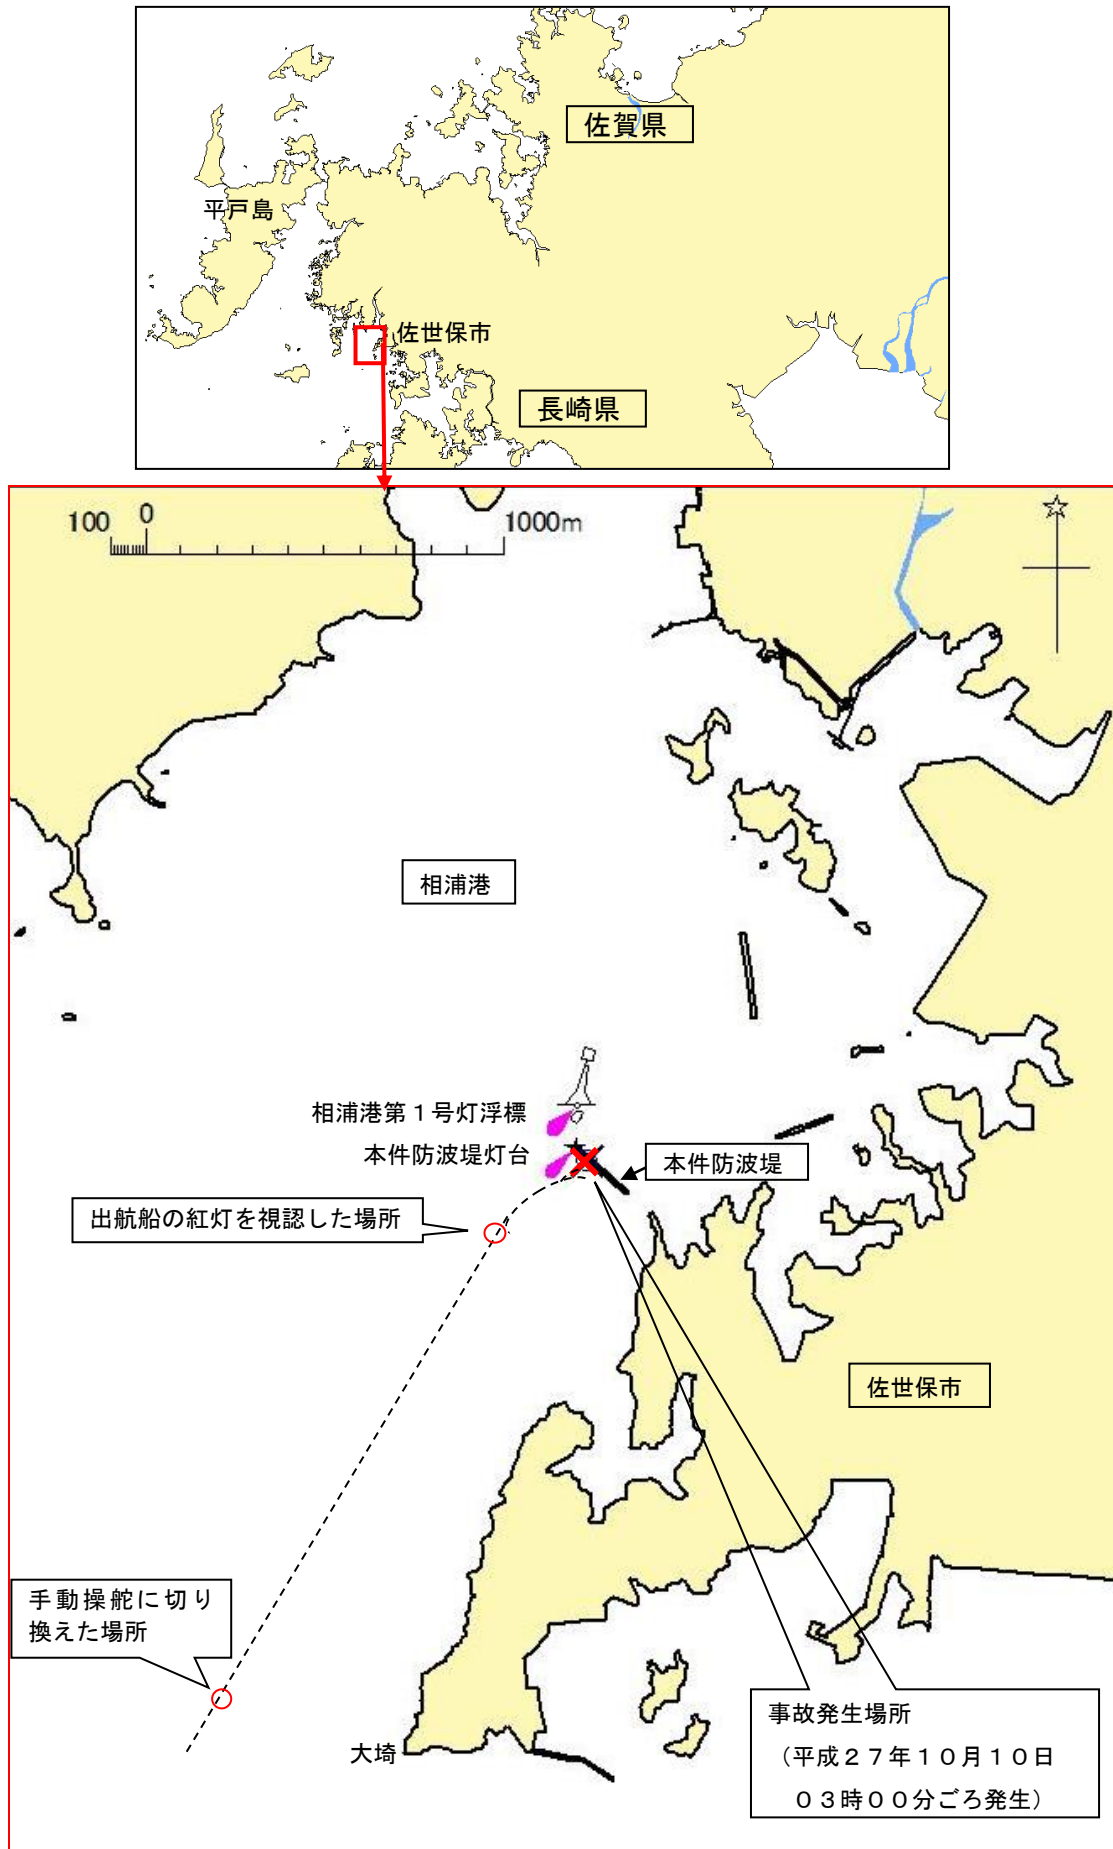 佐賀県
平戸島
佐世保市
長崎県
100 0 1000m
相浦港
相浦港第１号灯浮標
本件防波堤灯台
本件防波堤
出航船の紅灯を視認した場所
佐世保市
手動操舵に切り
換えた場所
大埼
事故発生場所
（平成２７年１０月１０日
０３時００分ごろ発生）